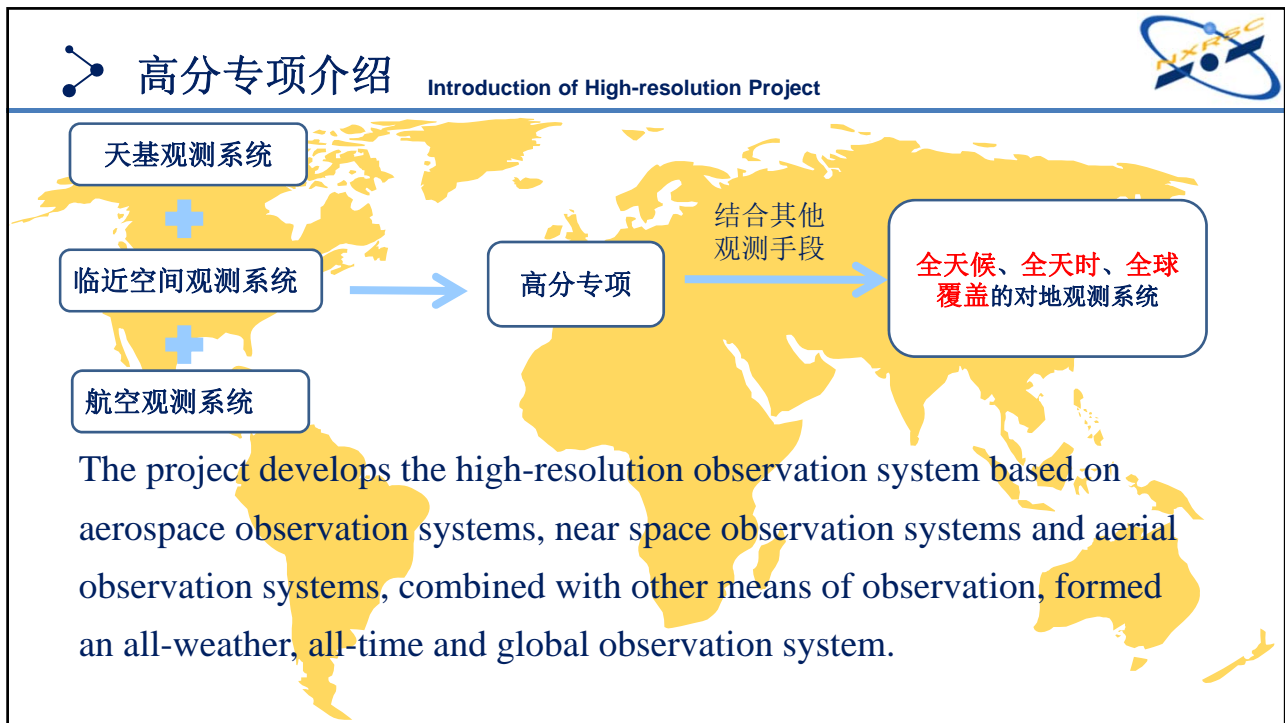 高分专项介绍 Introduction of High-resolution Project
NXRSC
天基观测系统
临近空间观测系统
航空观测系统
高分专项
结合其他
观测手段
全天候、全天时、全球
覆盖的对地观测系统
The project develops the high-resolution observation system based on
aerospace observation systems, near space observation systems and aerial
observation systems, combined with other means of observation, formed
an all-weather, all-time and global observation system.